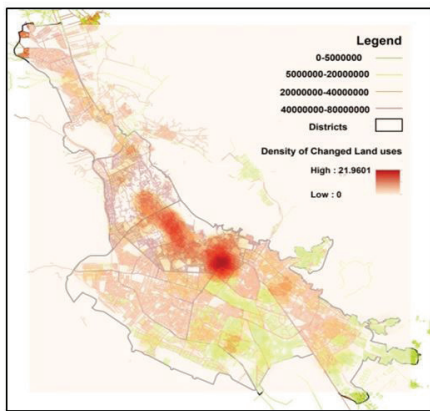 Legend
0-5000000
5000000-20000000
20000000-40000000
40000000-80000000
Districts
Density of Changed Land uses
High : 21.9601
Low : 0